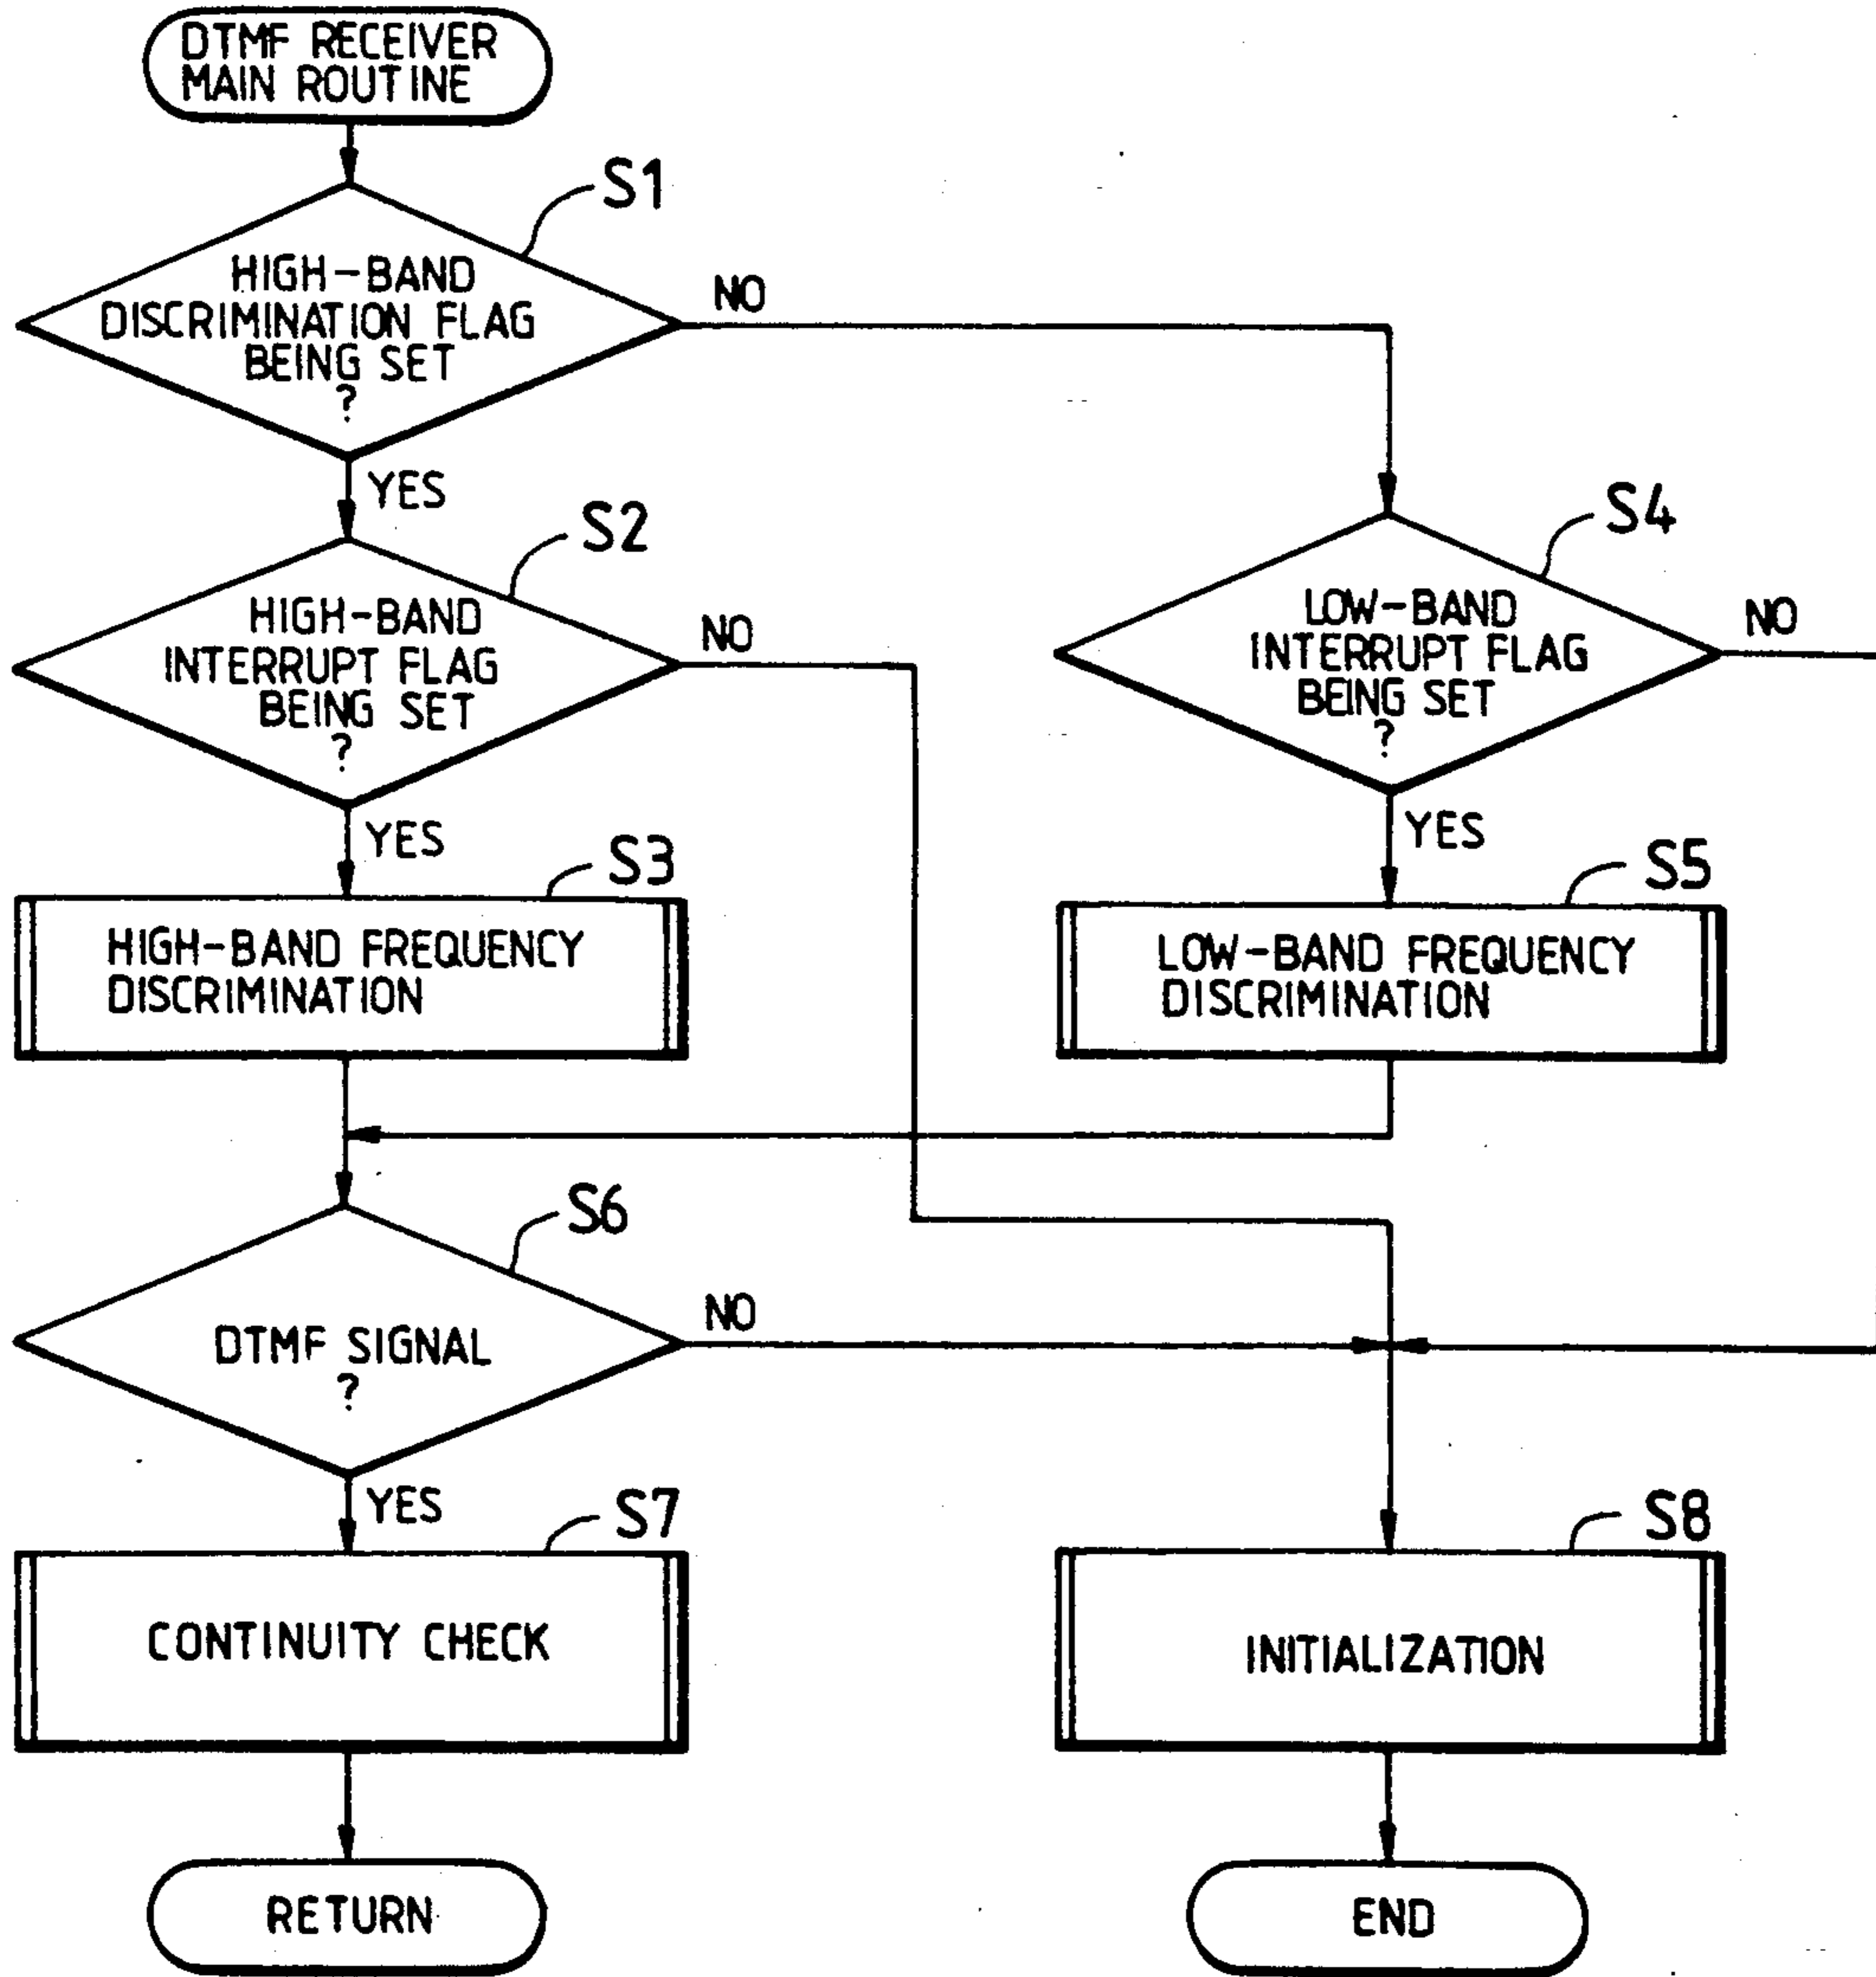 DTMF RECEIVER
MAIN ROUTINE
S1
HIGH-BAND
DISCRIMINATION FLAG
BEING SET
?
NO
YES
S2
HIGH-BAND
INTERRUPT FLAG
BEING SET
?
NO
YES
S4
LOW-BAND
INTERRUPT FLAG
BEING SET
?
NO
YES
S3
HIGH-BAND FREQUENCY
DISCRIMINATION
S5
LOW-BAND FREQUENCY
DISCRIMINATION
S6
DTMF SIGNAL
?
NO
YES
S7
CONTINUITY CHECK
S8
INITIALIZATION
RETURN
END